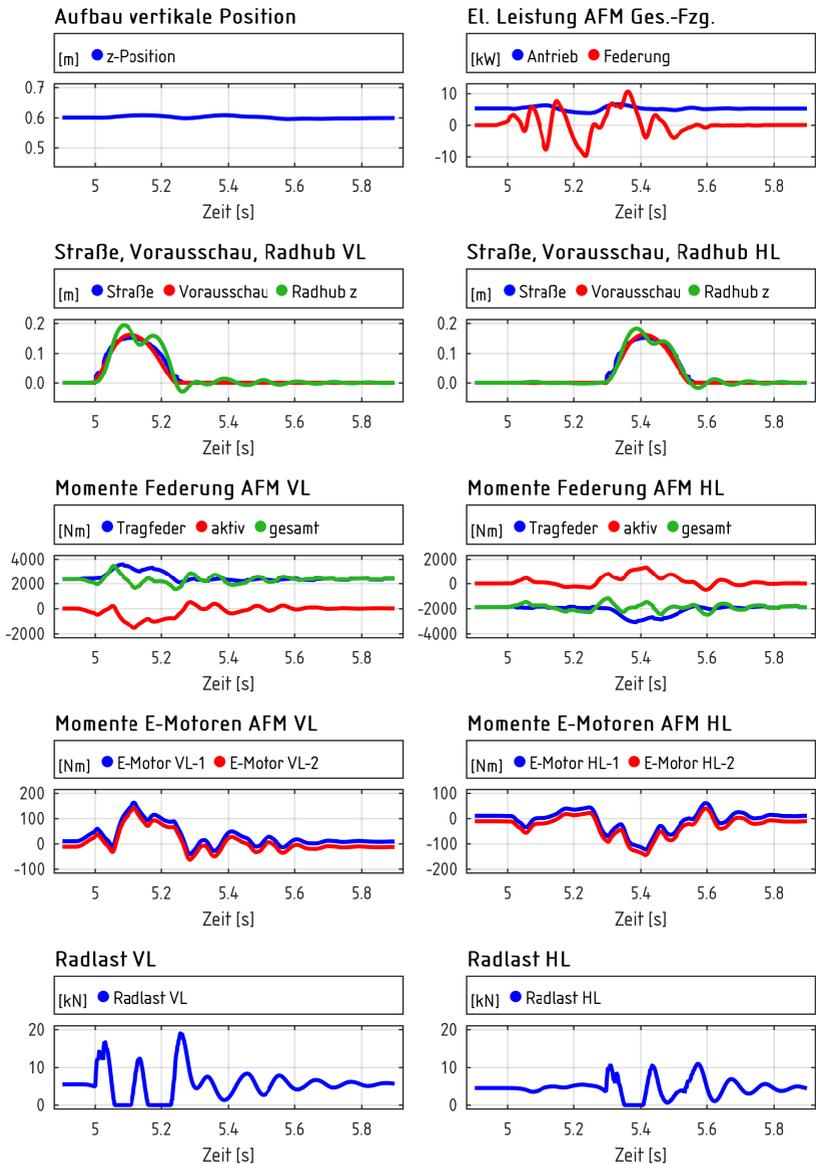 Aufbau vertikale Position
[m] z-Position
0.7
0.6
0.5
5 5.2 5.4 5.6 5.8
Zeit [s]
El. Leistung AFM Ges.-Fzg.
[kW] Antrieb Federung
10
0
-10
5 5.2 5.4 5.6 5.8
Zeit [s]
Straße, Vorausschau, Radhub VL
[m] Straße Vorausschau Radhub z
0.2
0.1
0.0
5 5.2 5.4 5.6 5.8
Zeit [s]
Straße, Vorausschau, Radhub HL
[m] Straße Vorausschau Radhub z
0.2
0.1
0.0
5 5.2 5.4 5.6 5.8
Zeit [s]
Momente Federung AFM VL
[Nm] Tragfeder aktiv gesamt
4000
2000
0
-2000
5 5.2 5.4 5.6 5.8
Zeit [s]
Momente Federung AFM HL
[Nm] Tragfeder aktiv gesamt
2000
0
-2000
-4000
5 5.2 5.4 5.6 5.8
Zeit [s]
Momente E-Motoren AFM VL
[Nm] E-Motor VL-1 E-Motor VL-2
200
100
0
-100
5 5.2 5.4 5.6 5.8
Zeit [s]
Momente E-Motoren AFM HL
[Nm] E-Motor HL-1 E-Motor HL-2
100
0
-100
-200
5 5.2 5.4 5.6 5.8
Zeit [s]
Radlast VL
[kN] Radlast VL
20
10
0
5 5.2 5.4 5.6 5.8
Zeit [s]
Radlast HL
[kN] Radlast HL
20
10
0
5 5.2 5.4 5.6 5.8
Zeit [s]